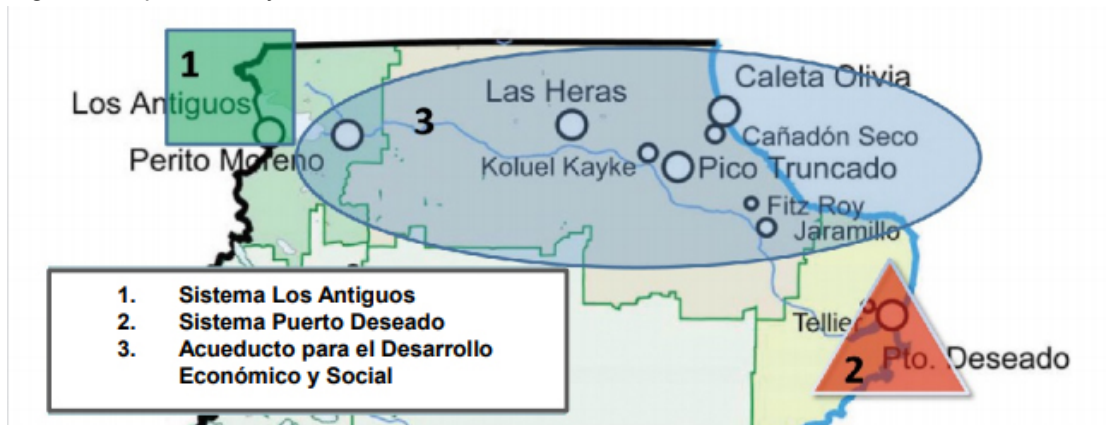 1
Los Antiguos
Perito Moreno
3
Las Heras
Koluel Kayke
Caleta Olivia
Cañadón Seco
Pico Truncado
Fitz Roy
Jaramillo
Tellier
2
Pto. Deseado
1. Sistema Los Antiguos
2. Sistema Puerto Deseado
3. Acueducto para el Desarrollo
Económico y Social